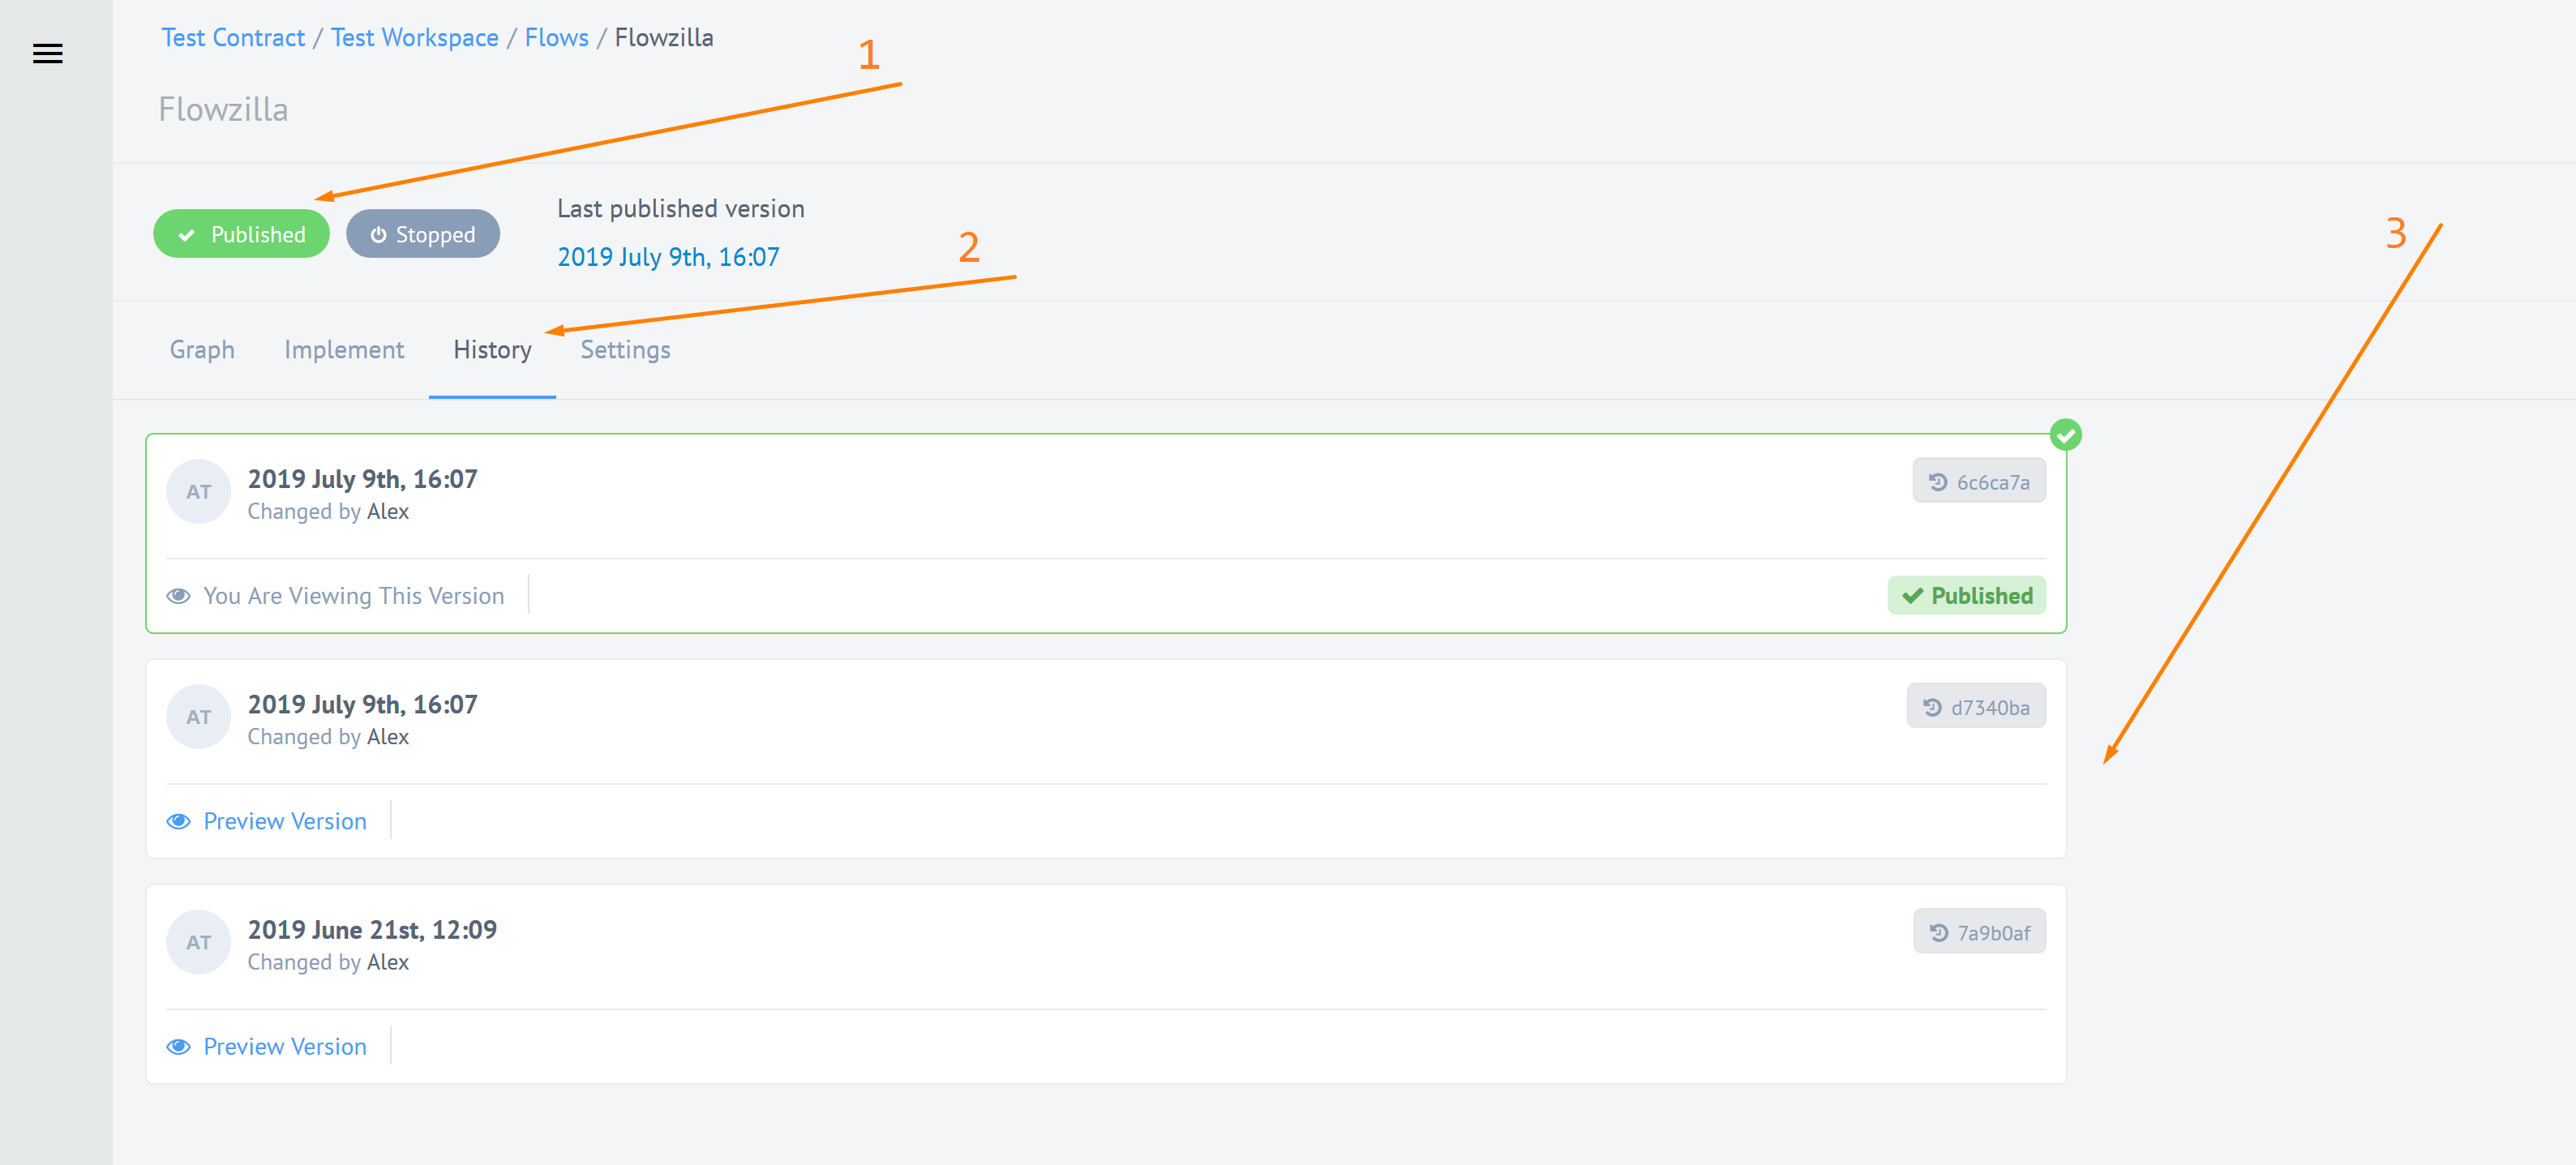 Test Contract / Test Workspace / Flows / Flowzilla
1
Flowzilla
Published
Stopped
Last published version
2019 July 9th, 16:07
2
3
Graph
Implement
History
Settings
AT
2019 July 9th, 16:07
Changed by Alex
6c6ca7a
You Are Viewing This Version
Published
AT
2019 July 9th, 16:07
Changed by Alex
d7340ba
Preview Version
AT
2019 June 21st, 12:09
Changed by Alex
7a9b0af
Preview Version